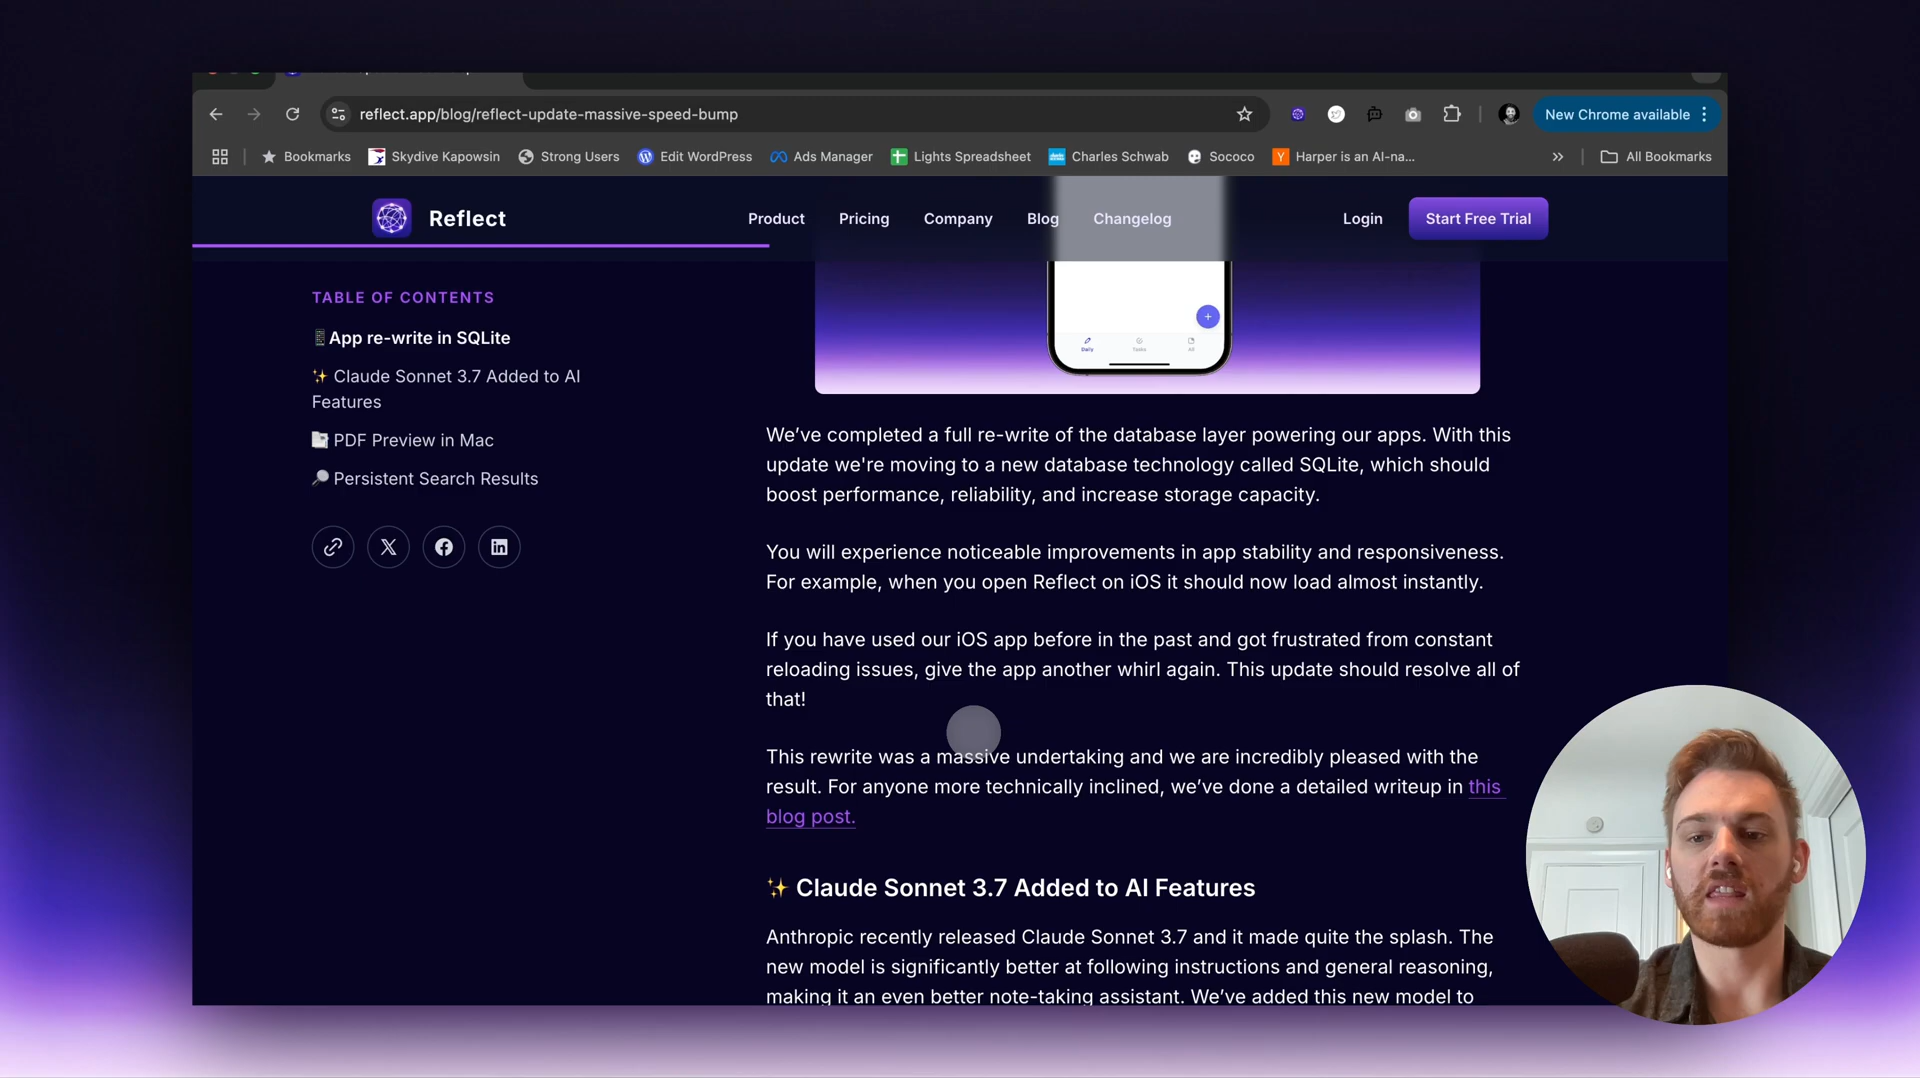 reflect.app/blog/reflect-update-massive-speed-bump
New Chrome available
Bookmarks
Skydive Kapowsin
Strong Users
Edit WordPress
Ads Manager
Lights Spreadsheet
Charles Schwab
Sococo
Harper is an AI-na...
All Bookmarks
Reflect
Product
Pricing
Company
Blog
Changelog
Login
Start Free Trial
TABLE OF CONTENTS
App re-write in SQLite
Claude Sonnet 3.7 Added to AI
Features
PDF Preview in Mac
Persistent Search Results
Daily
Tasks
All
We’ve completed a full re-write of the database layer powering our apps. With this
update we're moving to a new database technology called SQLite, which should
boost performance, reliability, and increase storage capacity.
You will experience noticeable improvements in app stability and responsiveness.
For example, when you open Reflect on iOS it should now load almost instantly.
If you have used our iOS app before in the past and got frustrated from constant
reloading issues, give the app another whirl again. This update should resolve all of
that!
This rewrite was a massive undertaking and we are incredibly pleased with the
result. For anyone more technically inclined, we’ve done a detailed writeup in this
blog post.
✨ Claude Sonnet 3.7 Added to AI Features
Anthropic recently released Claude Sonnet 3.7 and it made quite the splash. The
new model is significantly better at following instructions and general reasoning,
making it an even better note-taking assistant. We’ve added this new model to